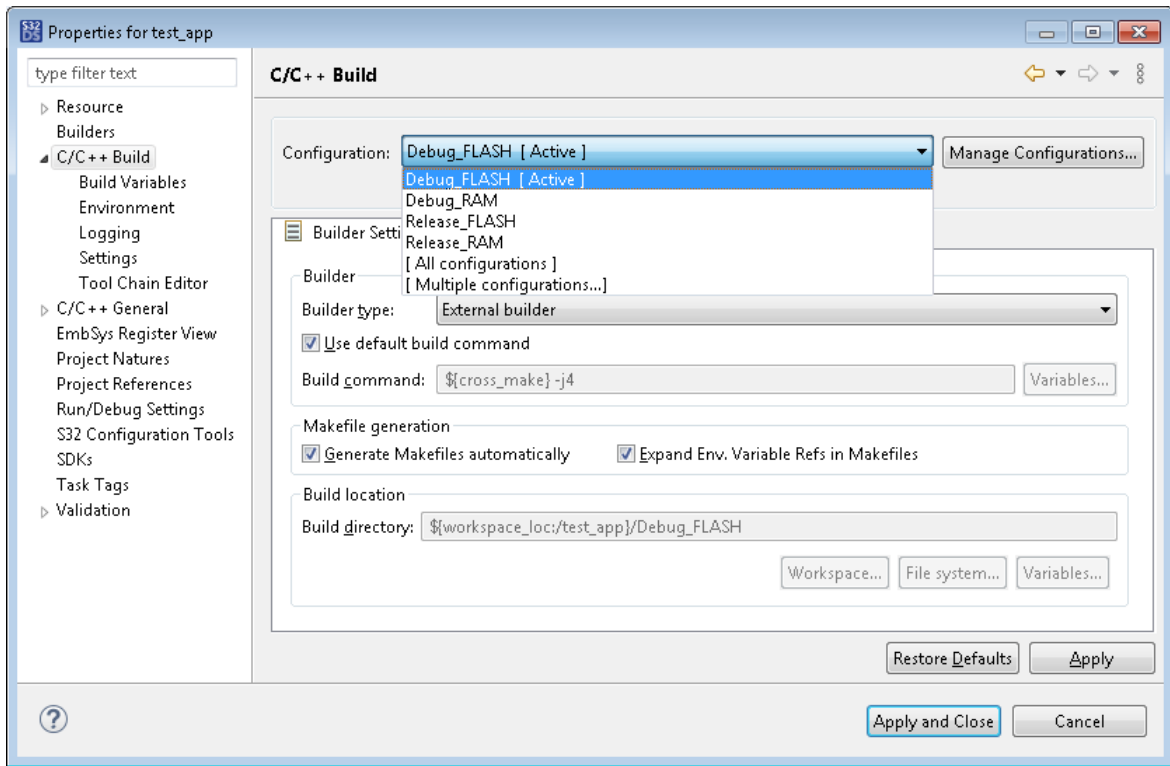 S32 DS Properties for test_app
type filter text
Resource
Builders
C/C++ Build
Build Variables
Environment
Logging
Settings
Tool Chain Editor
C/C++ General
EmbSys Register View
Project Natures
Project References
Run/Debug Settings
S32 Configuration Tools
SDKs
Task Tags
Validation
C/C++ Build
Configuration: Debug_FLASH [ Active ] Manage Configurations...
Debug_FLASH [ Active ]
Debug_RAM
Release_FLASH
Release_RAM
[ All configurations ]
[ Multiple configurations...]
Builder Setti
Builder
Builder type: External builder
Use default build command
Build command: ${cross_make} -j4 Variables...
Makefile generation
Generate Makefiles automatically Expand Env. Variable Refs in Makefiles
Build location
Build directory: ${workspace_loc:/test_app}/Debug_FLASH
Workspace... File system... Variables...
Restore Defaults Apply
? Apply and Close Cancel